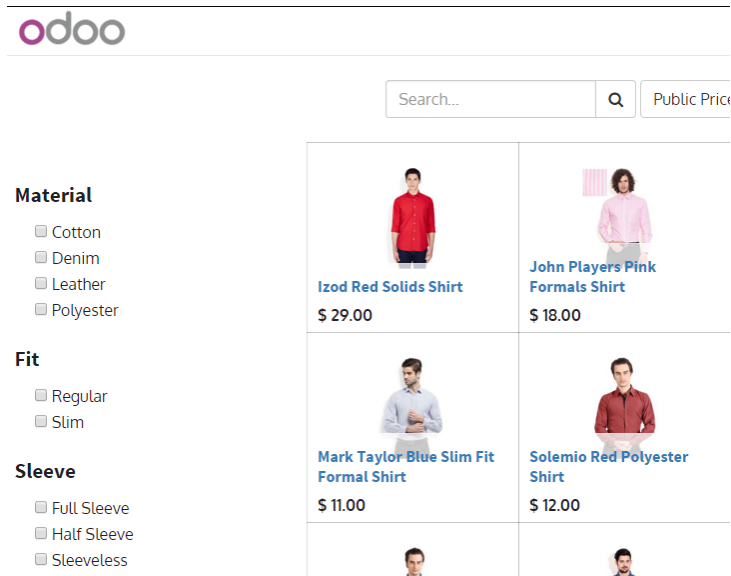 odoo
Search...
Public Price
Material
Cotton
Denim
Leather
Polyester
Fit
Regular
Slim
Sleeve
Full Sleeve
Half Sleeve
Sleeveless
Izod Red Solids Shirt
$ 29.00
John Players Pink
Formals Shirt
$ 18.00
Mark Taylor Blue Slim Fit
Formal Shirt
$ 11.00
Solemio Red Polyester
Shirt
$ 12.00